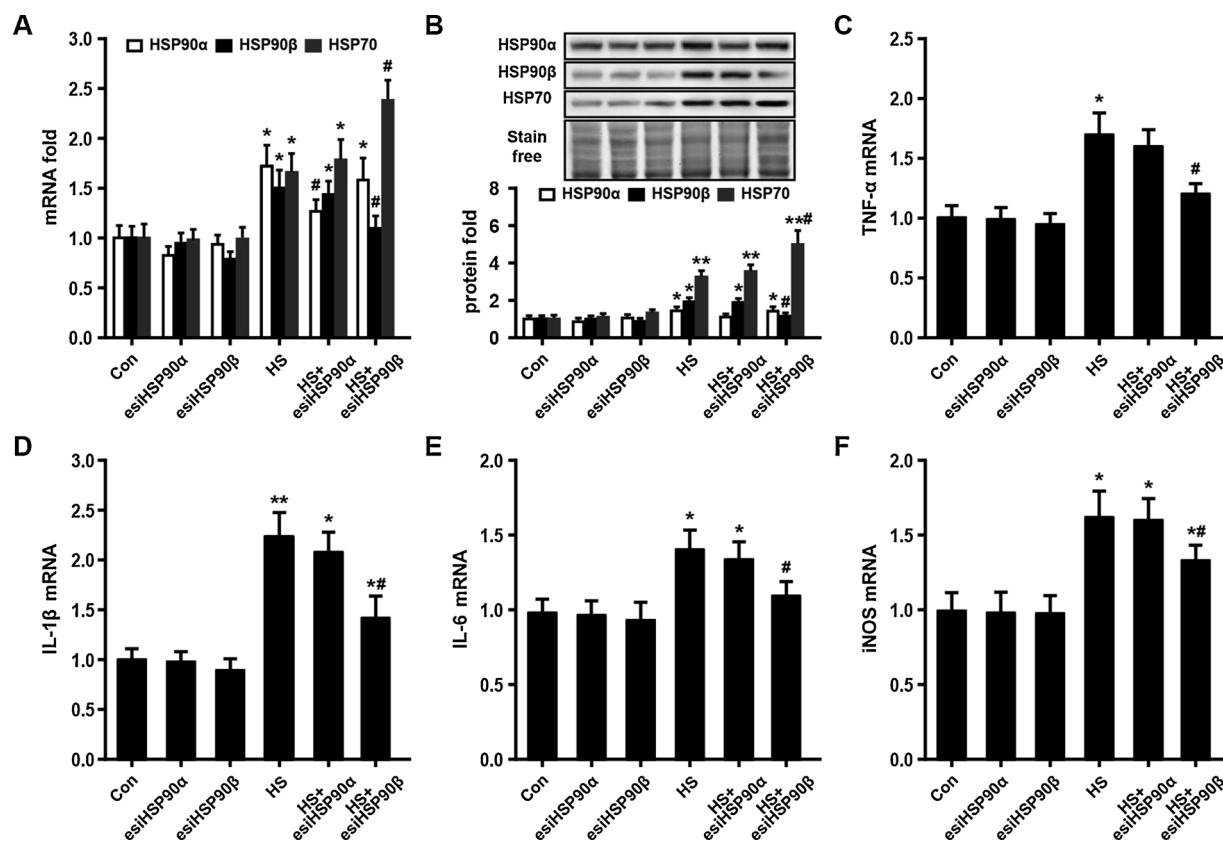 A
mRNA fold
HSP90α HSP90β HSP70
3.0
2.5
2.0
1.5
1.0
0.5
0.0
* * *
# * *
* # #
Con
esiHSP90α
esiHSP90β
HS
HS+
esiHSP90α
HS+
esiHSP90β
B
HSP90α
HSP90β
HSP70
Stain
free
HSP90α HSP90β HSP70
protein fold
8
6
4
2
0
* * **
* **
* # **#
Con
esiHSP90α
esiHSP90β
HS
HS+
esiHSP90α
HS+
esiHSP90β
C
TNF-α mRNA
2.0
1.5
1.0
0.5
0.0
*
#
Con
esiHSP90α
esiHSP90β
HS
HS+
esiHSP90α
HS+
esiHSP90β
D
IL-1β mRNA
3.0
2.5
2.0
1.5
1.0
0.5
0.0
**
*
*#
Con
esiHSP90α
esiHSP90β
HS
HS+
esiHSP90α
HS+
esiHSP90β
E
IL-6 mRNA
2.0
1.5
1.0
0.5
0.0
*
*
#
Con
esiHSP90α
esiHSP90β
HS
HS+
esiHSP90α
HS+
esiHSP90β
F
iNOS mRNA
2.0
1.5
1.0
0.5
0.0
*
*
*#
Con
esiHSP90α
esiHSP90β
HS
HS+
esiHSP90α
HS+
esiHSP90β